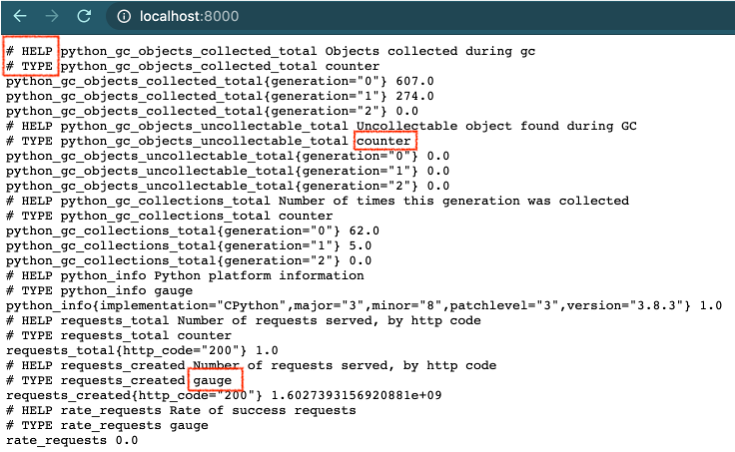 localhost:8000
# HELP python_gc_objects_collected_total Objects collected during gc
# TYPE python_gc_objects_collected_total counter
python_gc_objects_collected_total{generation="0"} 607.0
python_gc_objects_collected_total{generation="1"} 274.0
python_gc_objects_collected_total{generation="2"} 0.0
# HELP python_gc_objects_uncollectable_total Uncollectable object found during GC
# TYPE python_gc_objects_uncollectable_total counter
python_gc_objects_uncollectable_total{generation="0"} 0.0
python_gc_objects_uncollectable_total{generation="1"} 0.0
python_gc_objects_uncollectable_total{generation="2"} 0.0
# HELP python_gc_collections_total Number of times this generation was collected
# TYPE python_gc_collections_total counter
python_gc_collections_total{generation="0"} 62.0
python_gc_collections_total{generation="1"} 5.0
python_gc_collections_total{generation="2"} 0.0
# HELP python_info Python platform information
# TYPE python_info gauge
python_info{implementation="CPython",major="3",minor="8",patchlevel="3",version="3.8.3"} 1.0
# HELP requests_total Number of requests served, by http code
# TYPE requests_total counter
requests_total{http_code="200"} 1.0
# HELP requests_created Number of requests served, by http code
# TYPE requests_created gauge
requests_created{http_code="200"} 1.6027393156920881e+09
# HELP rate_requests Rate of success requests
# TYPE rate_requests gauge
rate_requests 0.0